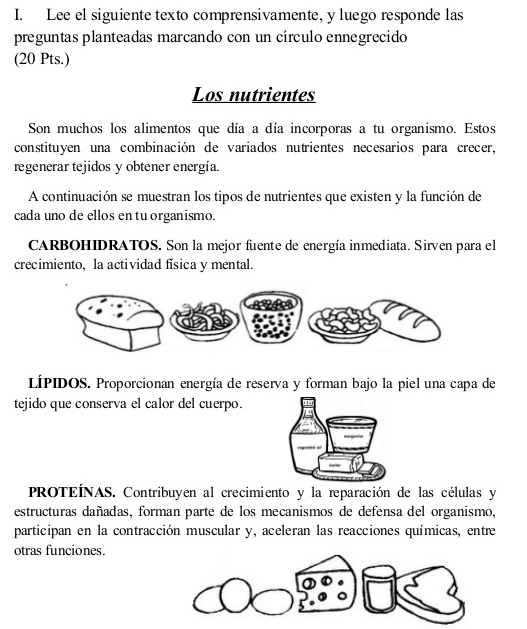 I. Lee el siguiente texto comprensivamente, y luego responde las
preguntas planteadas marcando con un círculo ennegrecido
(20 Pts.)
Los nutrientes
Son muchos los alimentos que día a día incorporas a tu organismo. Estos
constituyen una combinación de variados nutrientes necesarios para crecer,
regenerar tejidos y obtener energía.
A continuación se muestran los tipos de nutrientes que existen y la función de
cada uno de ellos en tu organismo.
CARBOHIDRATOS. Son la mejor fuente de energía inmediata. Sirven para el
crecimiento, la actividad física y mental.
LÍPIDOS. Proporcionan energía de reserva y forman bajo la piel una capa de
tejido que conserva el calor del cuerpo.
margarine
vegetable oil
butter
PROTEÍNAS. Contribuyen al crecimiento y la reparación de las células y
estructuras dañadas, forman parte de los mecanismos de defensa del organismo,
participan en la contracción muscular y, aceleran las reacciones químicas, entre
otras funciones.